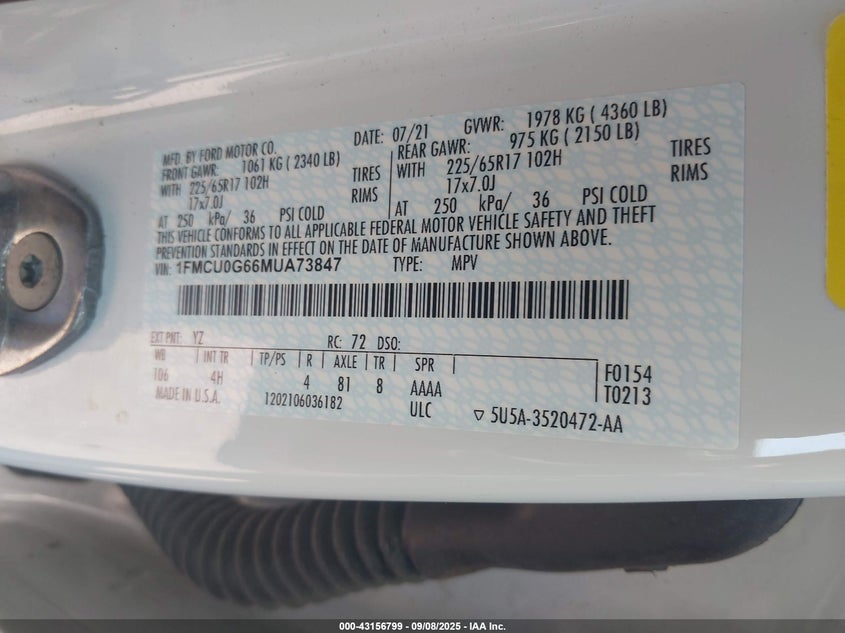 MFD. BY FORD MOTOR CO. DATE: 07/21 GVWR: 1978 KG ( 4360 LB)
FRONT GAWR: 1061 KG ( 2340 LB) REAR GAWR: 975 KG ( 2150 LB)
WITH 225/65R17 102H TIRES WITH 225/65R17 102H TIRES
17x7.0J RIMS 17x7.0J RIMS
AT 250 kPa/ 36 PSI COLD AT 250 kPa/ 36 PSI COLD
THIS VEHICLE CONFORMS TO ALL APPLICABLE FEDERAL MOTOR VEHICLE SAFETY AND THEFT
PREVENTION STANDARDS IN EFFECT ON THE DATE OF MANUFACTURE SHOWN ABOVE.
VIN: 1FMCU0G66MUA73847 TYPE: MPV
EXT PNT: YZ RC: 72 DSO:
WB INT TR TP/PS R AXLE TR SPR
106 4H 4 81 8 AAAA F0154
MADE IN U.S.A. 1202106036182 ULC T0213
▽ 5U5A-3520472-AA
000-43156799 - 09/08/2025 - IAA Inc.